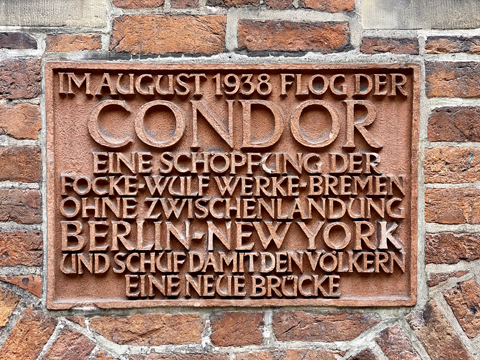 IM AUGUST 1938 FLOG DER
CONDOR
EINE SCHÖPFUNG DER
FOCKE-WULF WERKE-BREMEN
OHNE ZWISCHENLANDUNG
BERLIN-NEW YORK
UND SCHUF DAMIT DEN VÖLKERN
EINE NEUE BRÜCKE